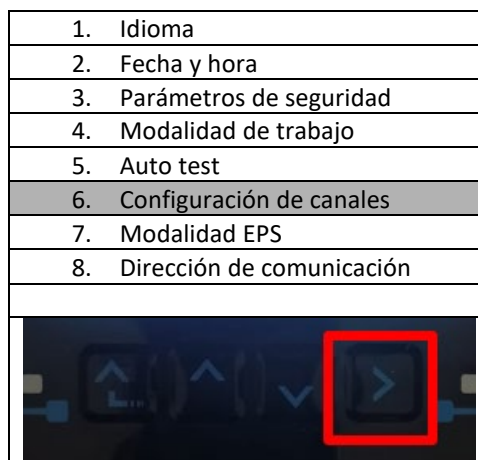 1. Idioma
2. Fecha y hora
3. Parámetros de seguridad
4. Modalidad de trabajo
5. Auto test
6. Configuración de canales
7. Modalidad EPS
8. Dirección de comunicación